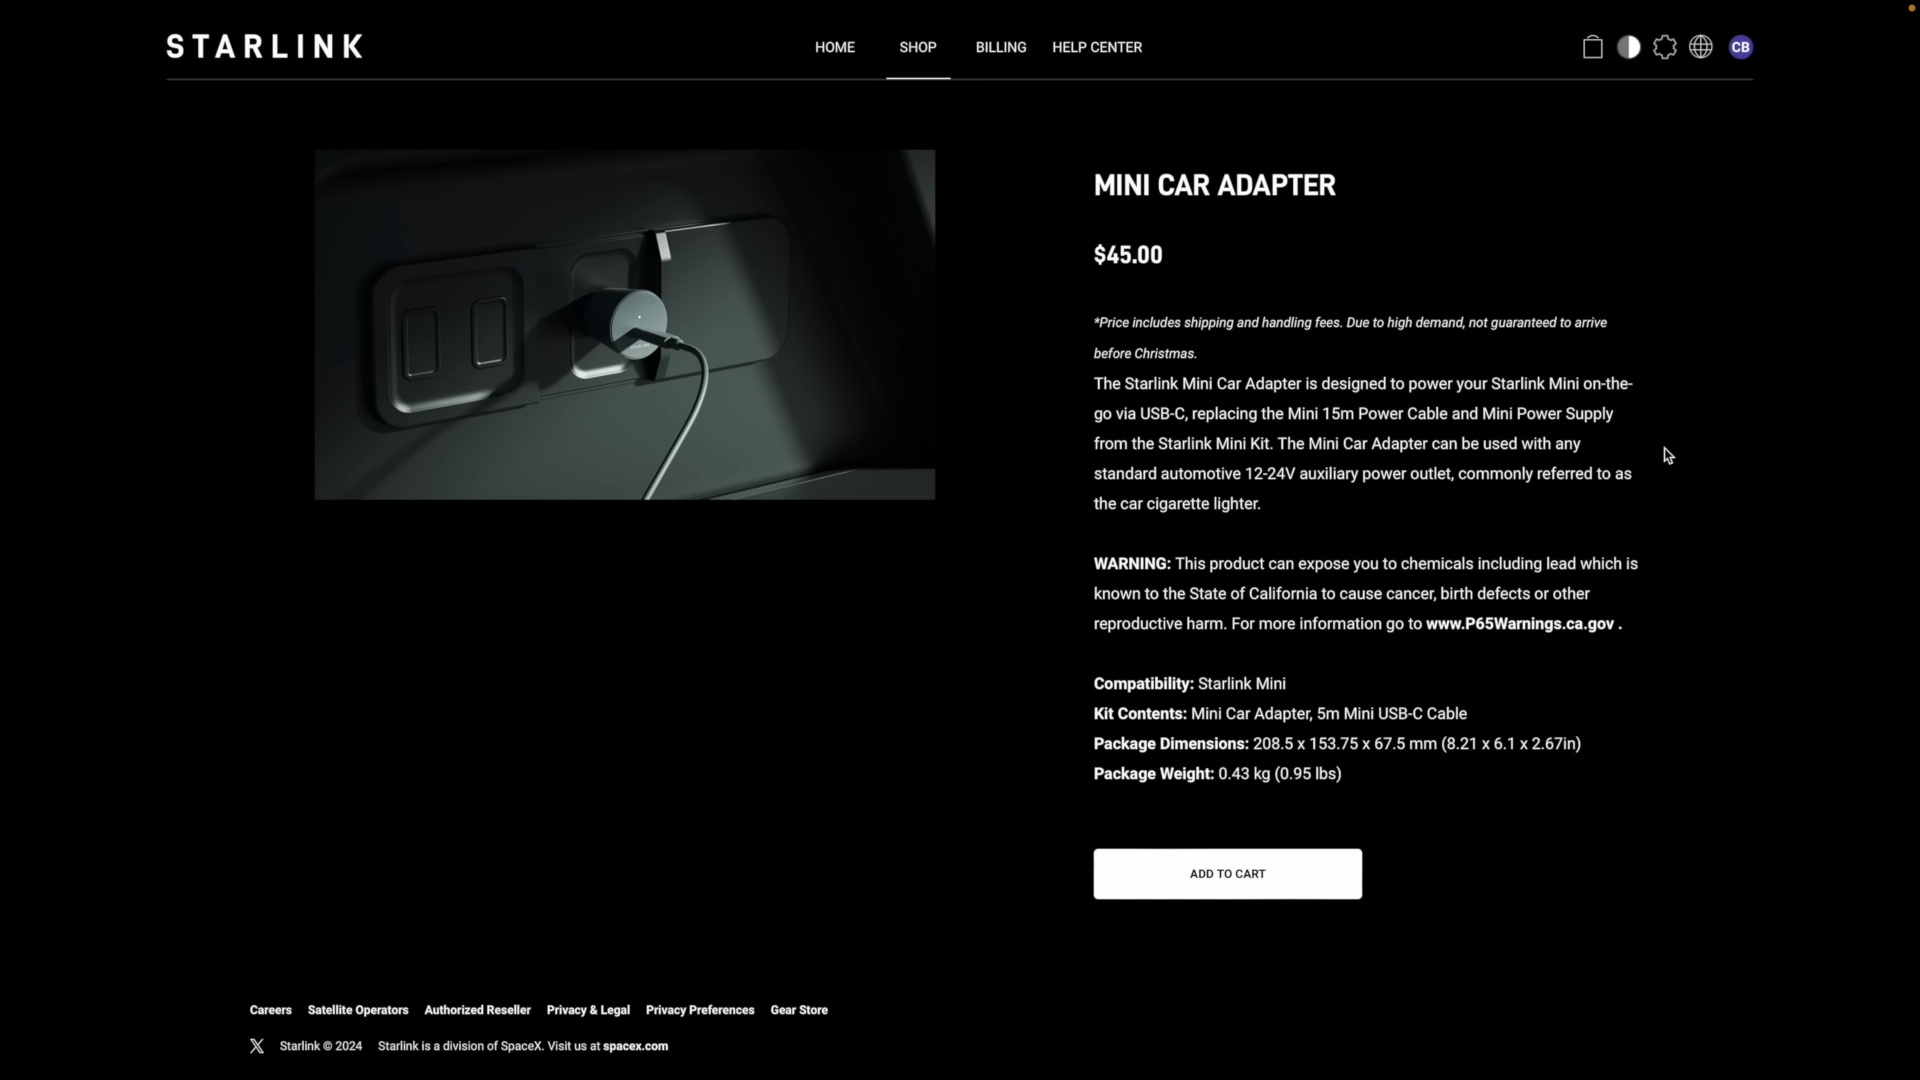 STARLINK
HOME SHOP BILLING HELP CENTER
CB
MINI CAR ADAPTER
$45.00
*Price includes shipping and handling fees. Due to high demand, not guaranteed to arrive
before Christmas.
The Starlink Mini Car Adapter is designed to power your Starlink Mini on-the-
go via USB-C, replacing the Mini 15m Power Cable and Mini Power Supply
from the Starlink Mini Kit. The Mini Car Adapter can be used with any
standard automotive 12-24V auxiliary power outlet, commonly referred to as
the car cigarette lighter.
WARNING: This product can expose you to chemicals including lead which is
known to the State of California to cause cancer, birth defects or other
reproductive harm. For more information go to www.P65Warnings.ca.gov .
Compatibility: Starlink Mini
Kit Contents: Mini Car Adapter, 5m Mini USB-C Cable
Package Dimensions: 208.5 x 153.75 x 67.5 mm (8.21 x 6.1 x 2.67in)
Package Weight: 0.43 kg (0.95 lbs)
ADD TO CART
Careers Satellite Operators Authorized Reseller Privacy & Legal Privacy Preferences Gear Store
Starlink © 2024 Starlink is a division of SpaceX. Visit us at spacex.com